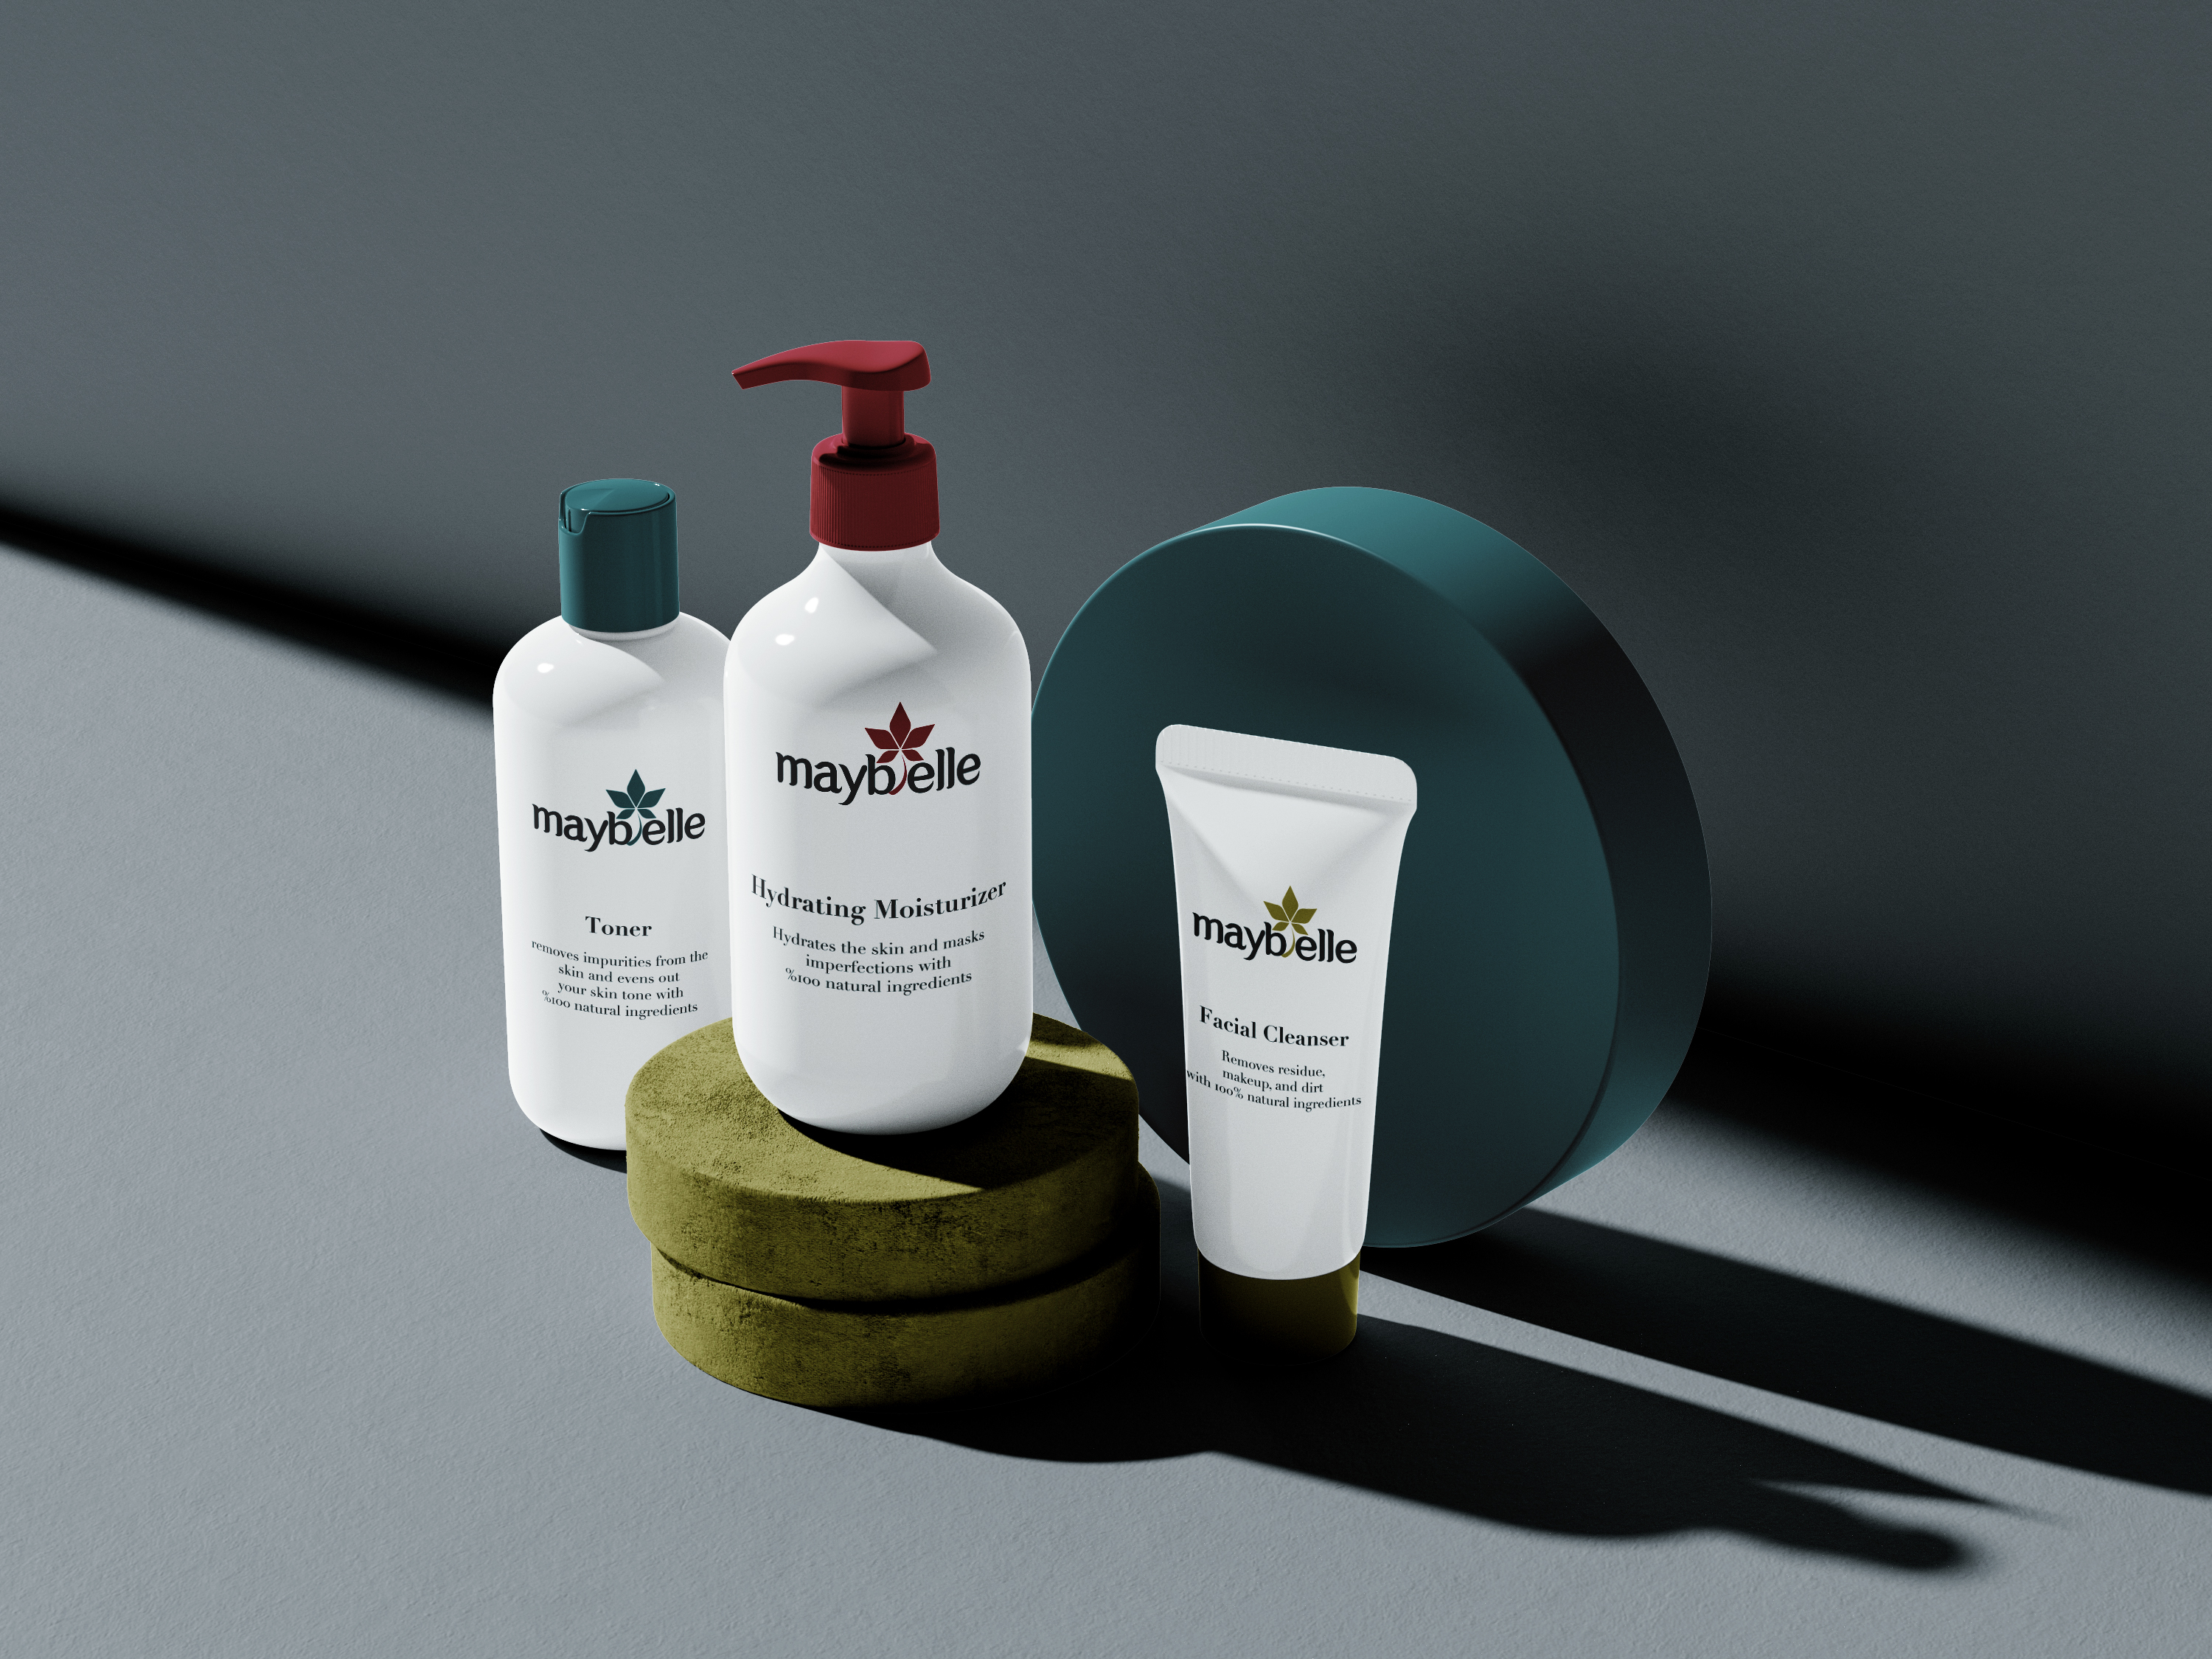 maybelle
Toner
removes impurities from the
skin and evens out
your skin tone with
%100 natural ingredients
maybelle
Hydrating Moisturizer
Hydrates the skin and masks
imperfections with
%100 natural ingredients
maybelle
Facial Cleanser
Removes residue,
makeup, and dirt
with 100% natural ingredients